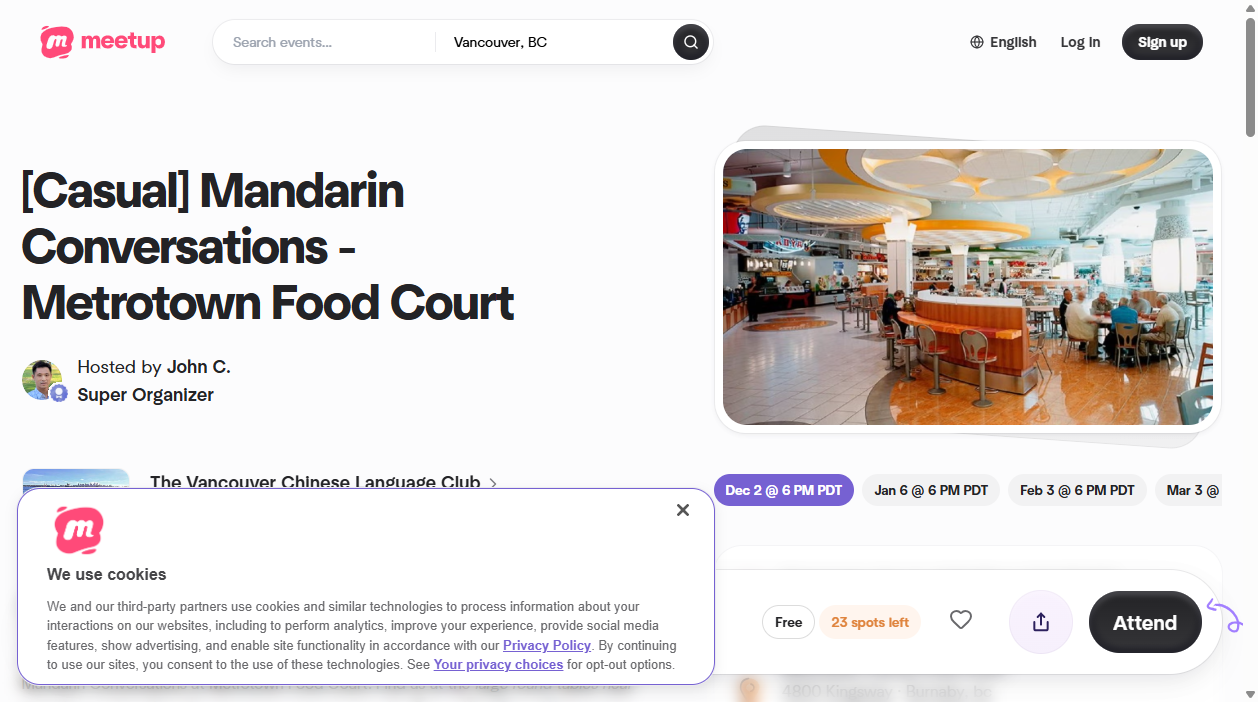 meetup
Search events...
Vancouver, BC
English
Log in
Sign up
[Casual] Mandarin
Conversations -
Metrotown Food Court
Hosted by John C.
Super Organizer
The Vancouver Chinese Language Club
Dec 2 @ 6 PM PDT
Jan 6 @ 6 PM PDT
Feb 3 @ 6 PM PDT
Mar 3 @
We use cookies
We and our third-party partners use cookies and similar technologies to process information about your
interactions on our websites, including to perform analytics, improve your experience, provide social media
features, show advertising, and enable site functionality in accordance with our Privacy Policy. By continuing
to use our sites, you consent to the use of these technologies. See Your privacy choices for opt-out options.
Free
23 spots left
Attend
4800 Kingsway · Burnaby, bc